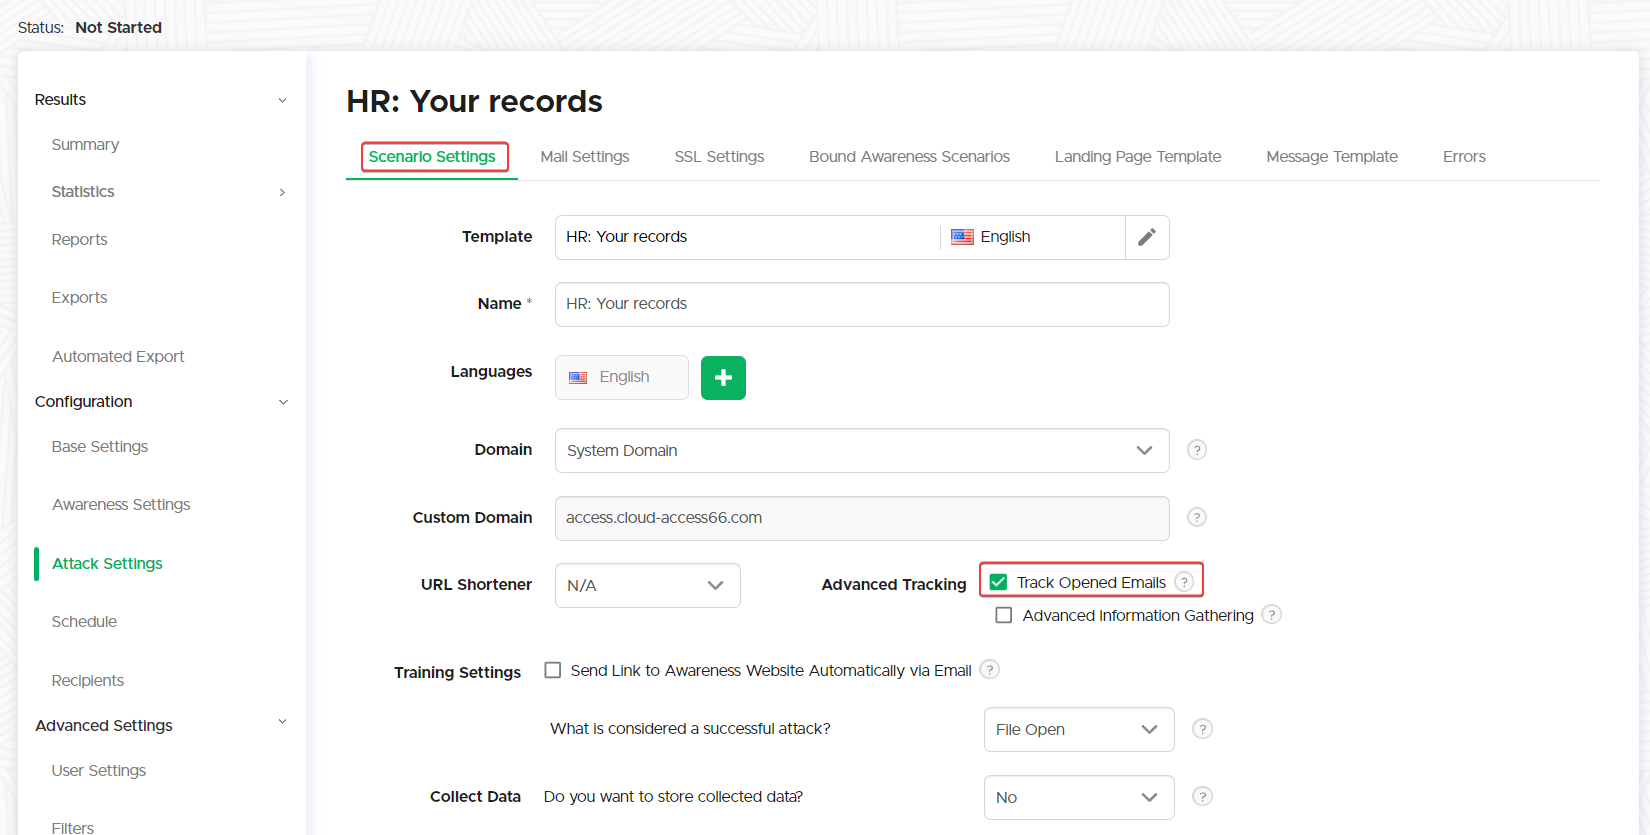 Status: Not Started
Results
Summary
Statistics
Reports
Exports
Automated Export
Configuration
Base Settings
Awareness Settings
Attack Settings
Schedule
Recipients
Advanced Settings
User Settings
Filters
HR: Your records
Scenario Settings Mail Settings SSL Settings Bound Awareness Scenarios Landing Page Template Message Template Errors
Template HR: Your records English
Name * HR: Your records
Languages English +
Domain System Domain ?
Custom Domain access.cloud-access66.com ?
URL Shortener N/A Advanced Tracking Track Opened Emails ?
Advanced Information Gathering ?
Training Settings Send Link to Awareness Website Automatically via Email ?
What is considered a successful attack? File Open ?
Collect Data Do you want to store collected data? No ?